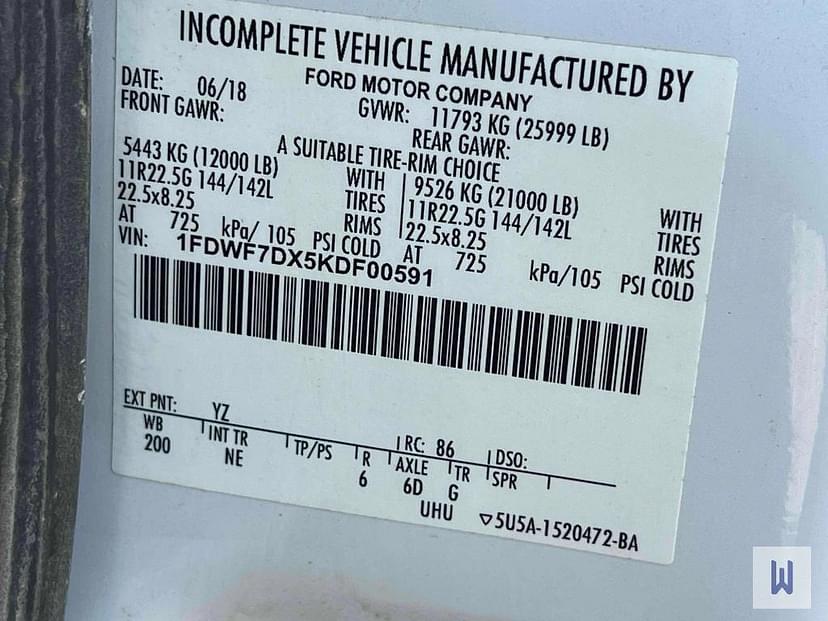 INCOMPLETE VEHICLE MANUFACTURED BY
FORD MOTOR COMPANY
DATE: 06/18 GVWR: 11793 KG (25999 LB)
FRONT GAWR: REAR GAWR:
A SUITABLE TIRE-RIM CHOICE
5443 KG (12000 LB) WITH 9526 KG (21000 LB) WITH
11R22.5G 144/142L TIRES 11R22.5G 144/142L TIRES
22.5x8.25 RIMS 22.5x8.25 RIMS
AT 725 kPa/ 105 PSI COLD AT 725 kPa/105 PSI COLD
VIN: 1FDWF7DX5KDF00591
EXT PNT: YZ RC: 86 DSO:
WB INT TR TP/PS R AXLE TR SPR
200 NE 6 6D G
UHU ▽5U5A-1520472-BA
W